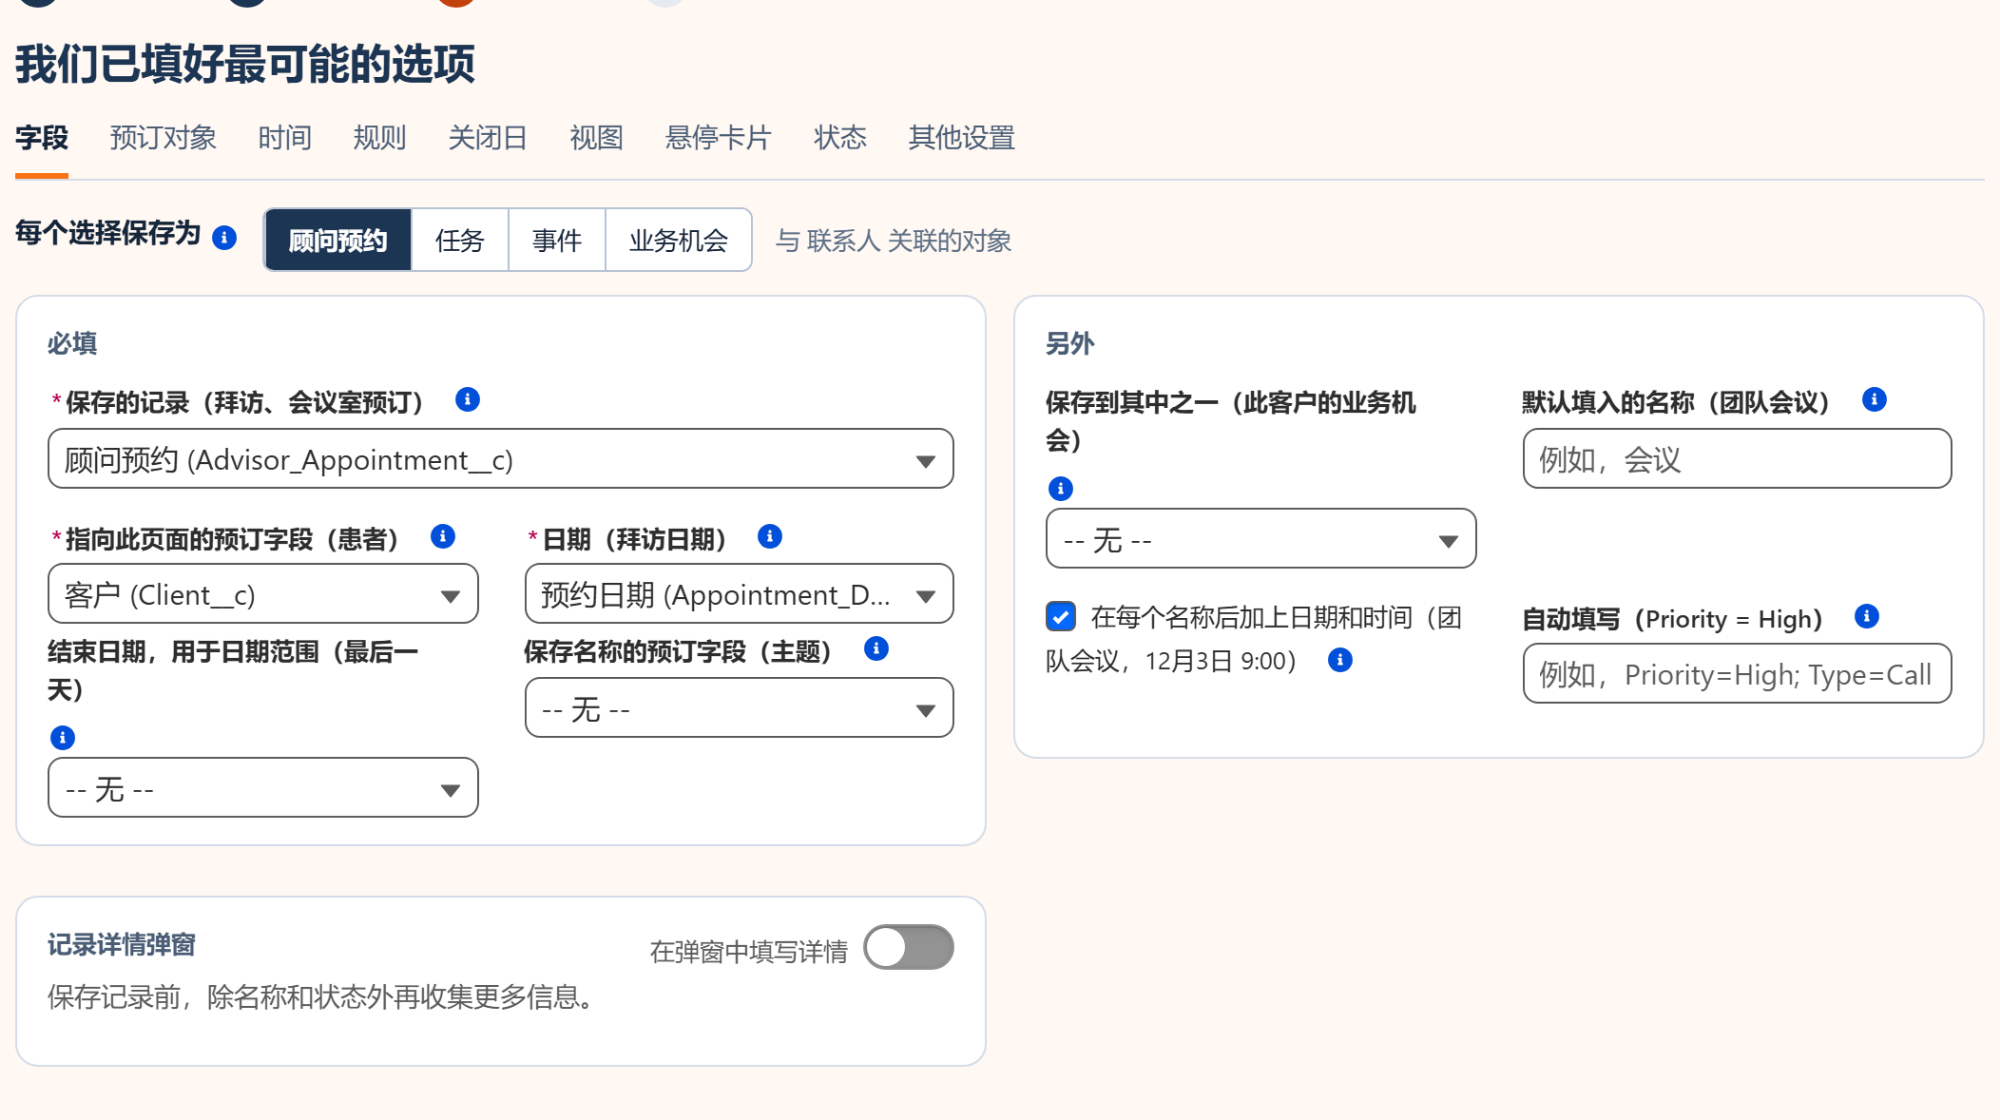 我们已填好最可能的选项
字段 预订对象 时间 规则 关闭日 视图 悬停卡片 状态 其他设置
每个选择保存为 顾问预约 任务 事件 业务机会 与 联系人 关联的对象
必填
*保存的记录（拜访、会议室预订）
顾问预约 (Advisor_Appointment__c)
*指向此页面的预订字段（患者）
客户 (Client__c)
*日期（拜访日期）
预约日期 (Appointment_D...
结束日期，用于日期范围（最后一
天）
-- 无 --
保存名称的预订字段（主题）
-- 无 --
另外
保存到其中之一（此客户的业务机
会）
-- 无 --
默认填入的名称（团队会议）
例如，会议
在每个名称后加上日期和时间（团
队会议，12月3日 9:00）
自动填写（Priority = High）
例如，Priority=High; Type=Call
记录详情弹窗
在弹窗中填写详情
保存记录前，除名称和状态外再收集更多信息。